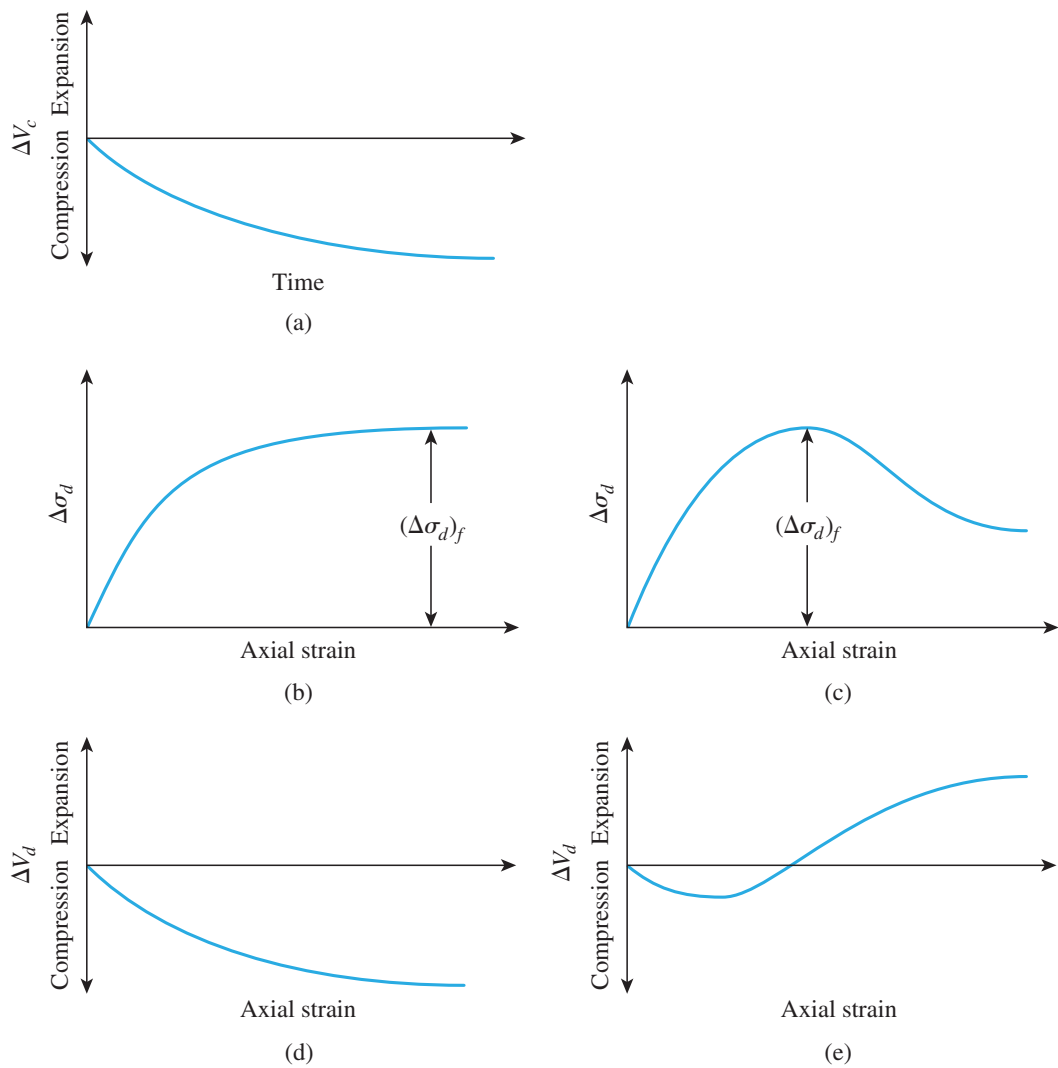 Expansion
ΔV_c
Compression
Time
(a)
Δσ_d
(Δσ_d)_f
Axial strain
(b)
Δσ_d
(Δσ_d)_f
Axial strain
(c)
Expansion
ΔV_d
Compression
Axial strain
(d)
Expansion
ΔV_d
Compression
Axial strain
(e)